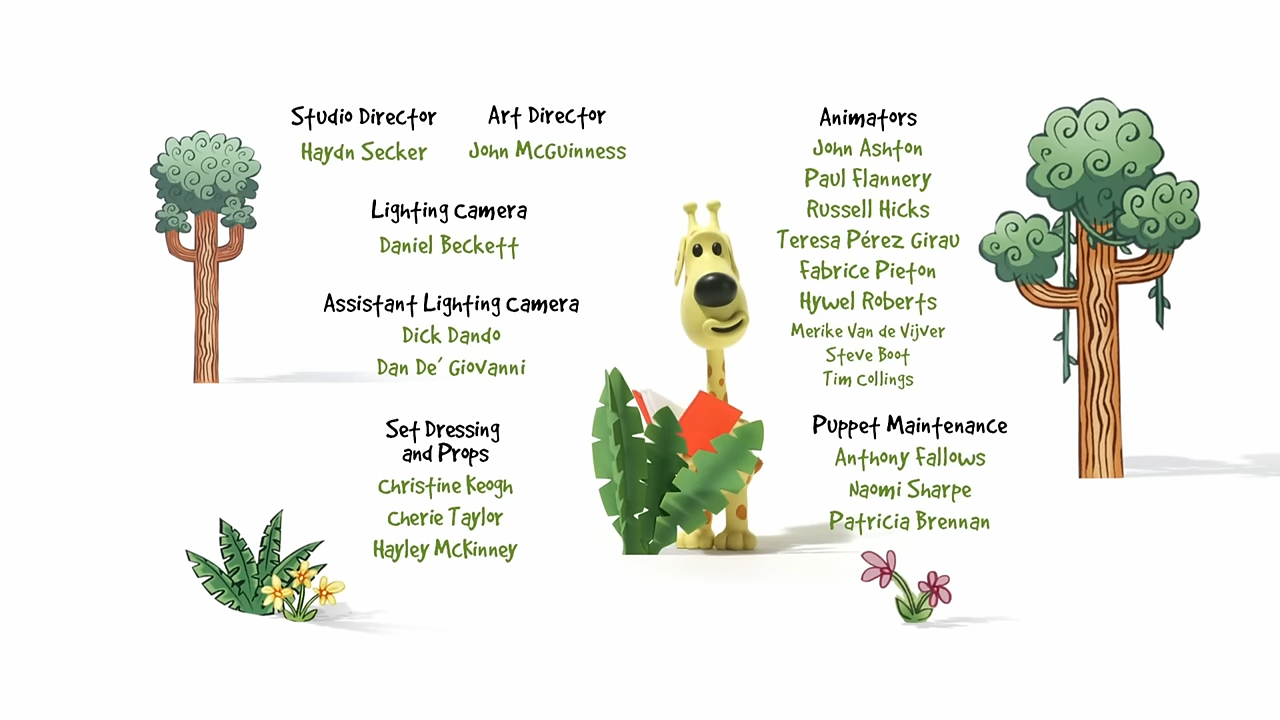 Studio Director
Haydn Secker
Art Director
John McGuinness
Lighting Camera
Daniel Beckett
Assistant Lighting Camera
Dick Dando
Dan De' Giovanni
Set Dressing
and Props
Christine Keogh
Cherie Taylor
Hayley McKinney
Animators
John Ashton
Paul Flannery
Russell Hicks
Teresa Pérez Girau
Fabrice Pieton
Hywel Roberts
Merike Van de Vijver
Steve Boot
Tim Collings
Puppet Maintenance
Anthony Fallows
Naomi Sharpe
Patricia Brennan